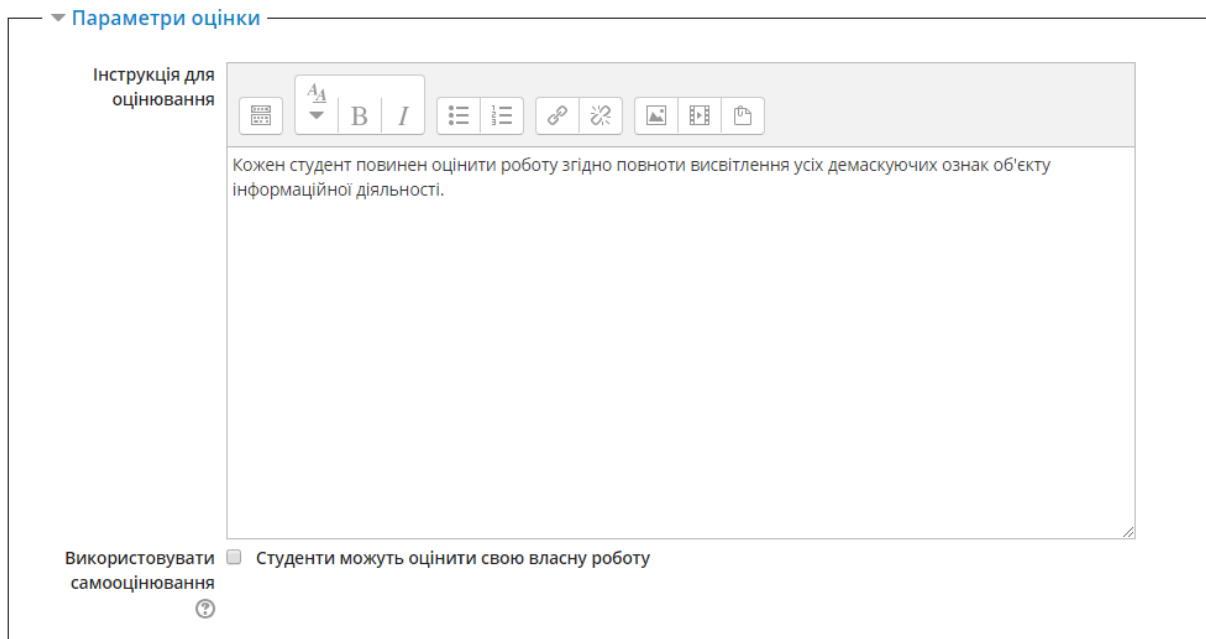 Параметри оцінки
Інструкція для
оцінювання
Кожен студент повинен оцінити роботу згідно повноти висвітлення усіх демаскуючих ознак об'єкту
інформаційної діяльності.
Використовувати
самооцінювання
Студенти можуть оцінити свою власну роботу